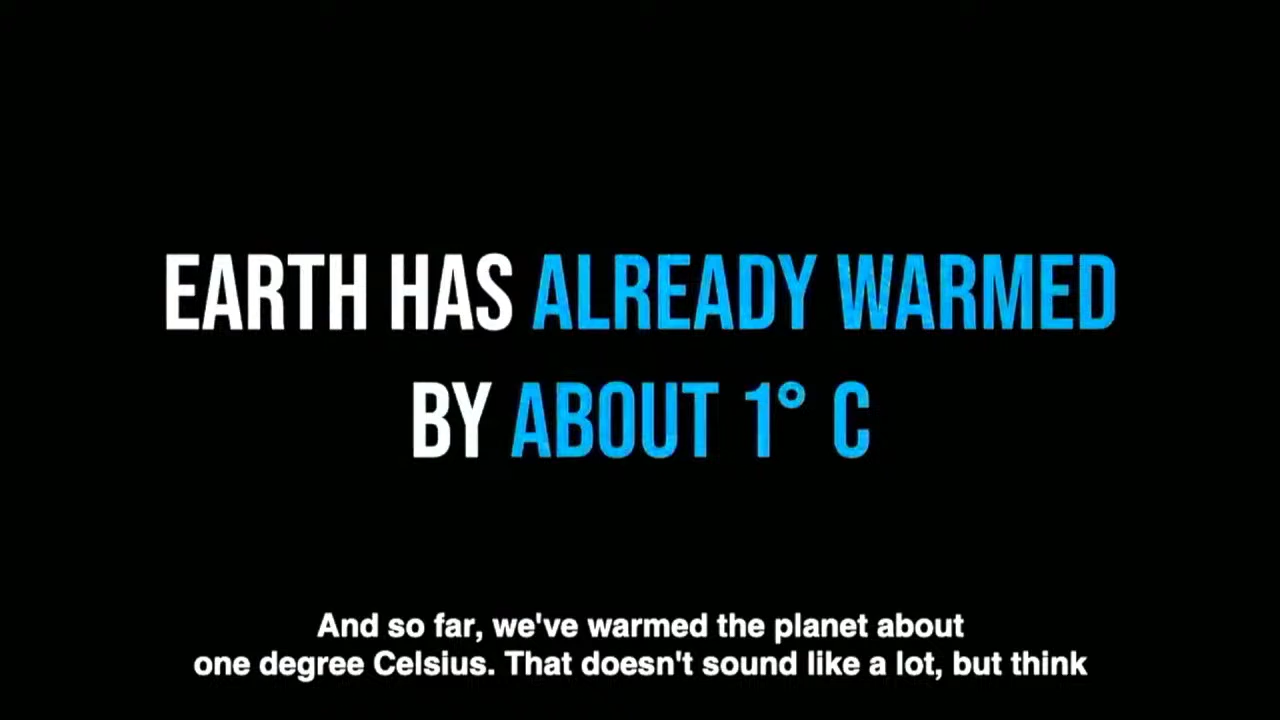 EARTH HAS ALREADY WARMED
BY ABOUT 1° C
And so far, we've warmed the planet about
one degree Celsius. That doesn't sound like a lot, but think